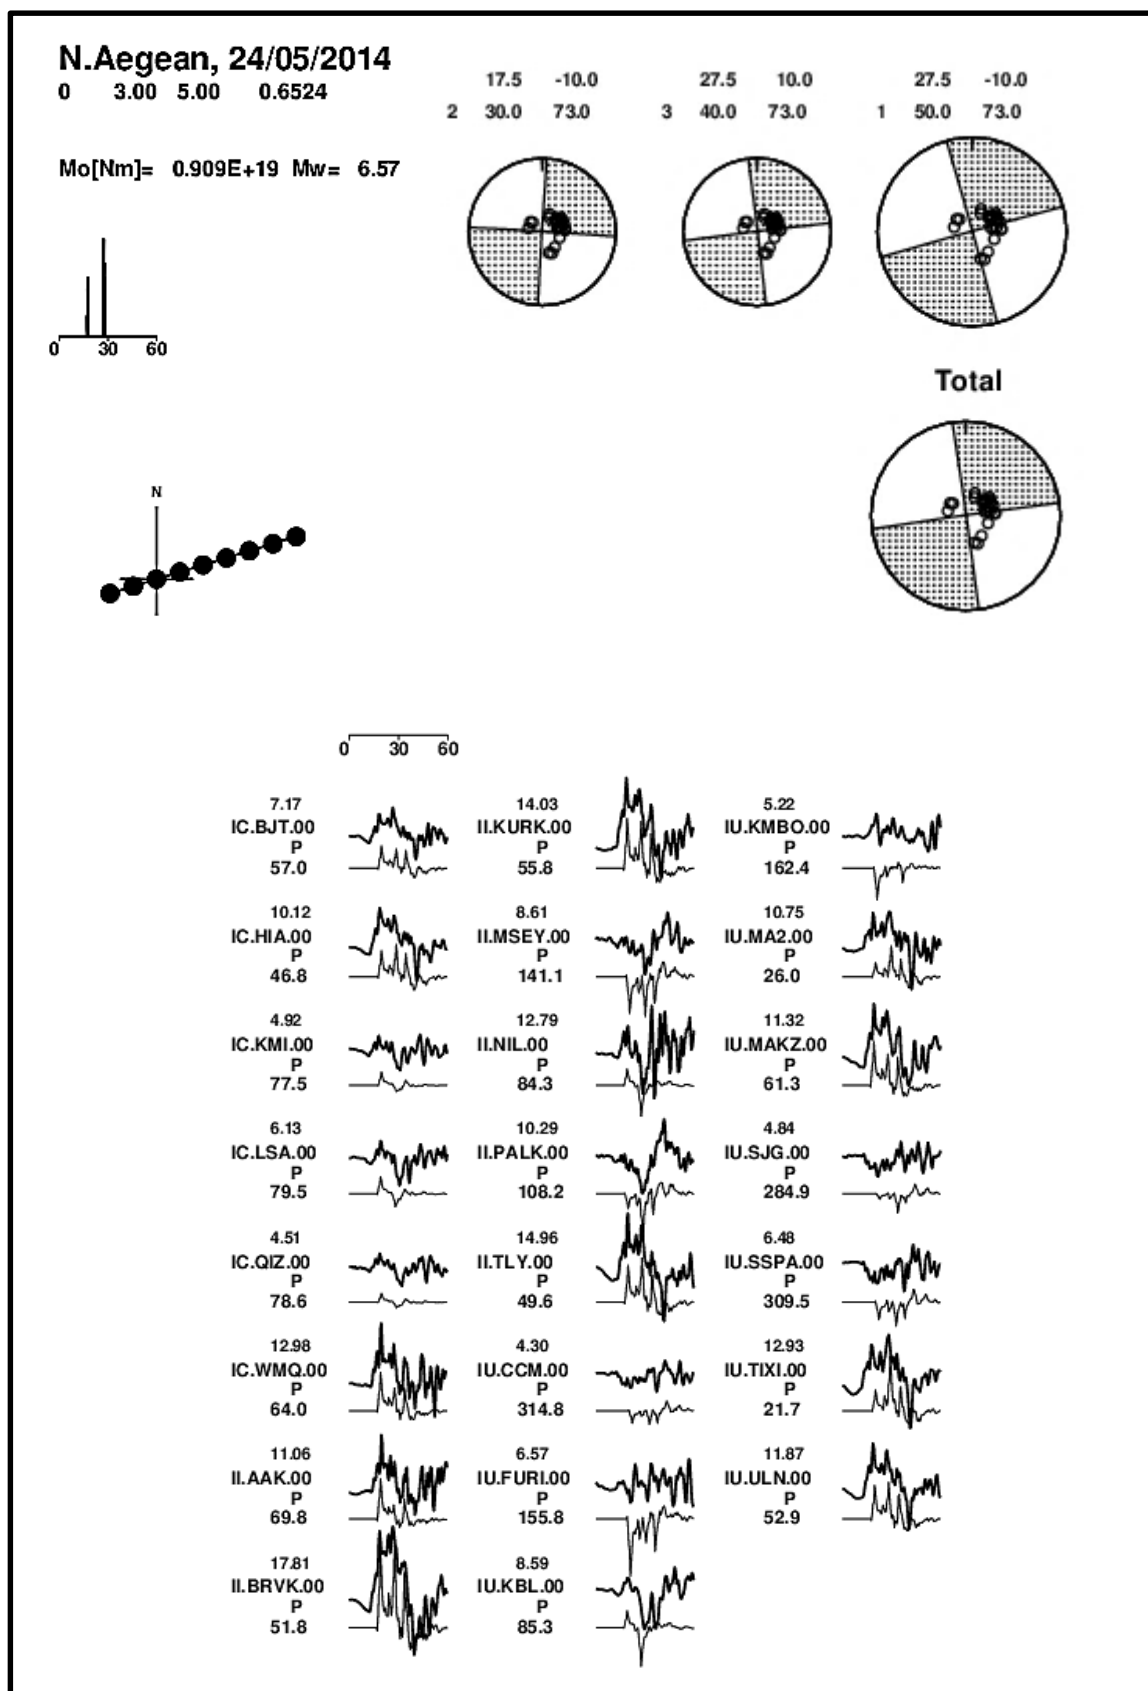 N.Aegean, 24/05/2014
0 3.00 5.00 0.6524
Mo[Nm]= 0.909E+19 Mw= 6.57
17.5 -10.0
2 30.0 73.0
27.5 10.0
3 40.0 73.0
27.5 -10.0
1 50.0 73.0
0 30 60
Total
N
0 30 60
7.17
IC.BJT.00
P
57.0
14.03
II.KURK.00
P
55.8
5.22
IU.KMBO.00
P
162.4
10.12
IC.HIA.00
P
46.8
8.61
II.MSEY.00
P
141.1
10.75
IU.MA2.00
P
26.0
4.92
IC.KMI.00
P
77.5
12.79
II.NIL.00
P
84.3
11.32
IU.MAKZ.00
P
61.3
6.13
IC.LSA.00
P
79.5
10.29
II.PALK.00
P
108.2
4.84
IU.SJG.00
P
284.9
4.51
IC.QIZ.00
P
78.6
14.96
II.TLY.00
P
49.6
6.48
IU.SSPA.00
P
309.5
12.98
IC.WMQ.00
P
64.0
4.30
IU.CCM.00
P
314.8
12.93
IU.TIXI.00
P
21.7
11.06
II.AAK.00
P
69.8
6.57
IU.FURI.00
P
155.8
11.87
IU.ULN.00
P
52.9
17.81
II.BRVK.00
P
51.8
8.59
IU.KBL.00
P
85.3